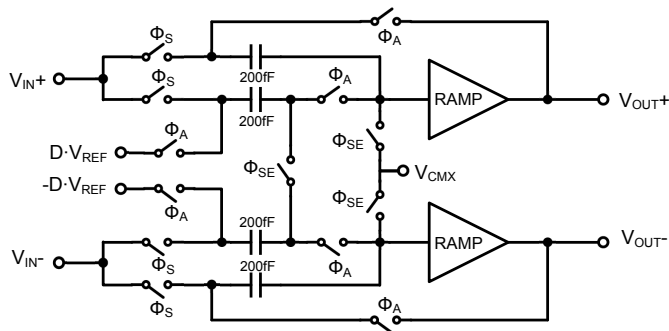 Φ_A
Φ_S
V_IN+
200fF
Φ_A
RAMP
V_OUT+
Φ_S
200fF
Φ_A
D·V_REF
Φ_SE
Φ_SE
V_CMX
-D·V_REF
Φ_SE
Φ_A
200fF
RAMP
V_OUT-
V_IN-
Φ_S
200fF
Φ_A
Φ_S
Φ_A